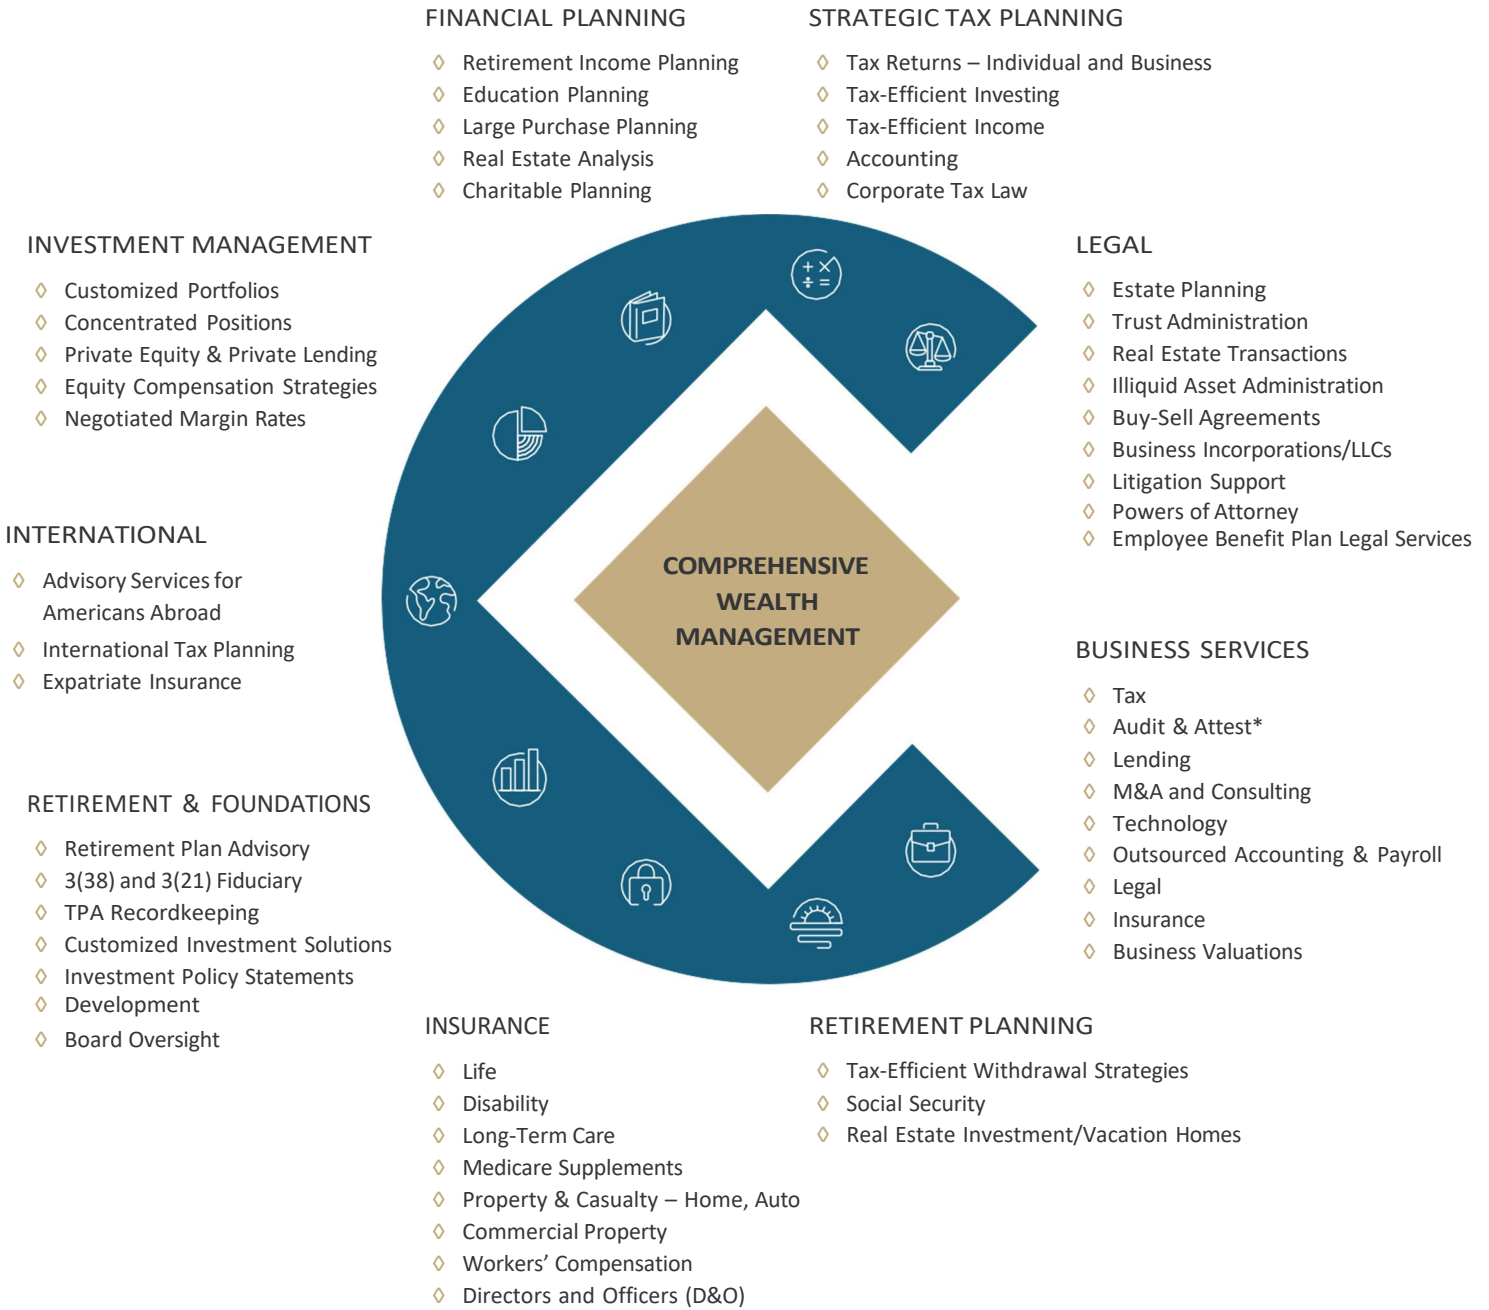 FINANCIAL PLANNING
◊ Retirement Income Planning
◊ Education Planning
◊ Large Purchase Planning
◊ Real Estate Analysis
◊ Charitable Planning
STRATEGIC TAX PLANNING
◊ Tax Returns – Individual and Business
◊ Tax-Efficient Investing
◊ Tax-Efficient Income
◊ Accounting
◊ Corporate Tax Law
INVESTMENT MANAGEMENT
◊ Customized Portfolios
◊ Concentrated Positions
◊ Private Equity & Private Lending
◊ Equity Compensation Strategies
◊ Negotiated Margin Rates
LEGAL
◊ Estate Planning
◊ Trust Administration
◊ Real Estate Transactions
◊ Illiquid Asset Administration
◊ Buy-Sell Agreements
◊ Business Incorporations/LLCs
◊ Litigation Support
◊ Powers of Attorney
◊ Employee Benefit Plan Legal Services
INTERNATIONAL
◊ Advisory Services for
Americans Abroad
◊ International Tax Planning
◊ Expatriate Insurance
COMPREHENSIVE
WEALTH
MANAGEMENT
BUSINESS SERVICES
◊ Tax
◊ Audit & Attest*
◊ Lending
◊ M&A and Consulting
◊ Technology
◊ Outsourced Accounting & Payroll
◊ Legal
◊ Insurance
◊ Business Valuations
RETIREMENT & FOUNDATIONS
◊ Retirement Plan Advisory
◊ 3(38) and 3(21) Fiduciary
◊ TPA Recordkeeping
◊ Customized Investment Solutions
◊ Investment Policy Statements
◊ Development
◊ Board Oversight
INSURANCE
◊ Life
◊ Disability
◊ Long-Term Care
◊ Medicare Supplements
◊ Property & Casualty – Home, Auto
◊ Commercial Property
◊ Workers’ Compensation
◊ Directors and Officers (D&O)
RETIREMENT PLANNING
◊ Tax-Efficient Withdrawal Strategies
◊ Social Security
◊ Real Estate Investment/Vacation Homes